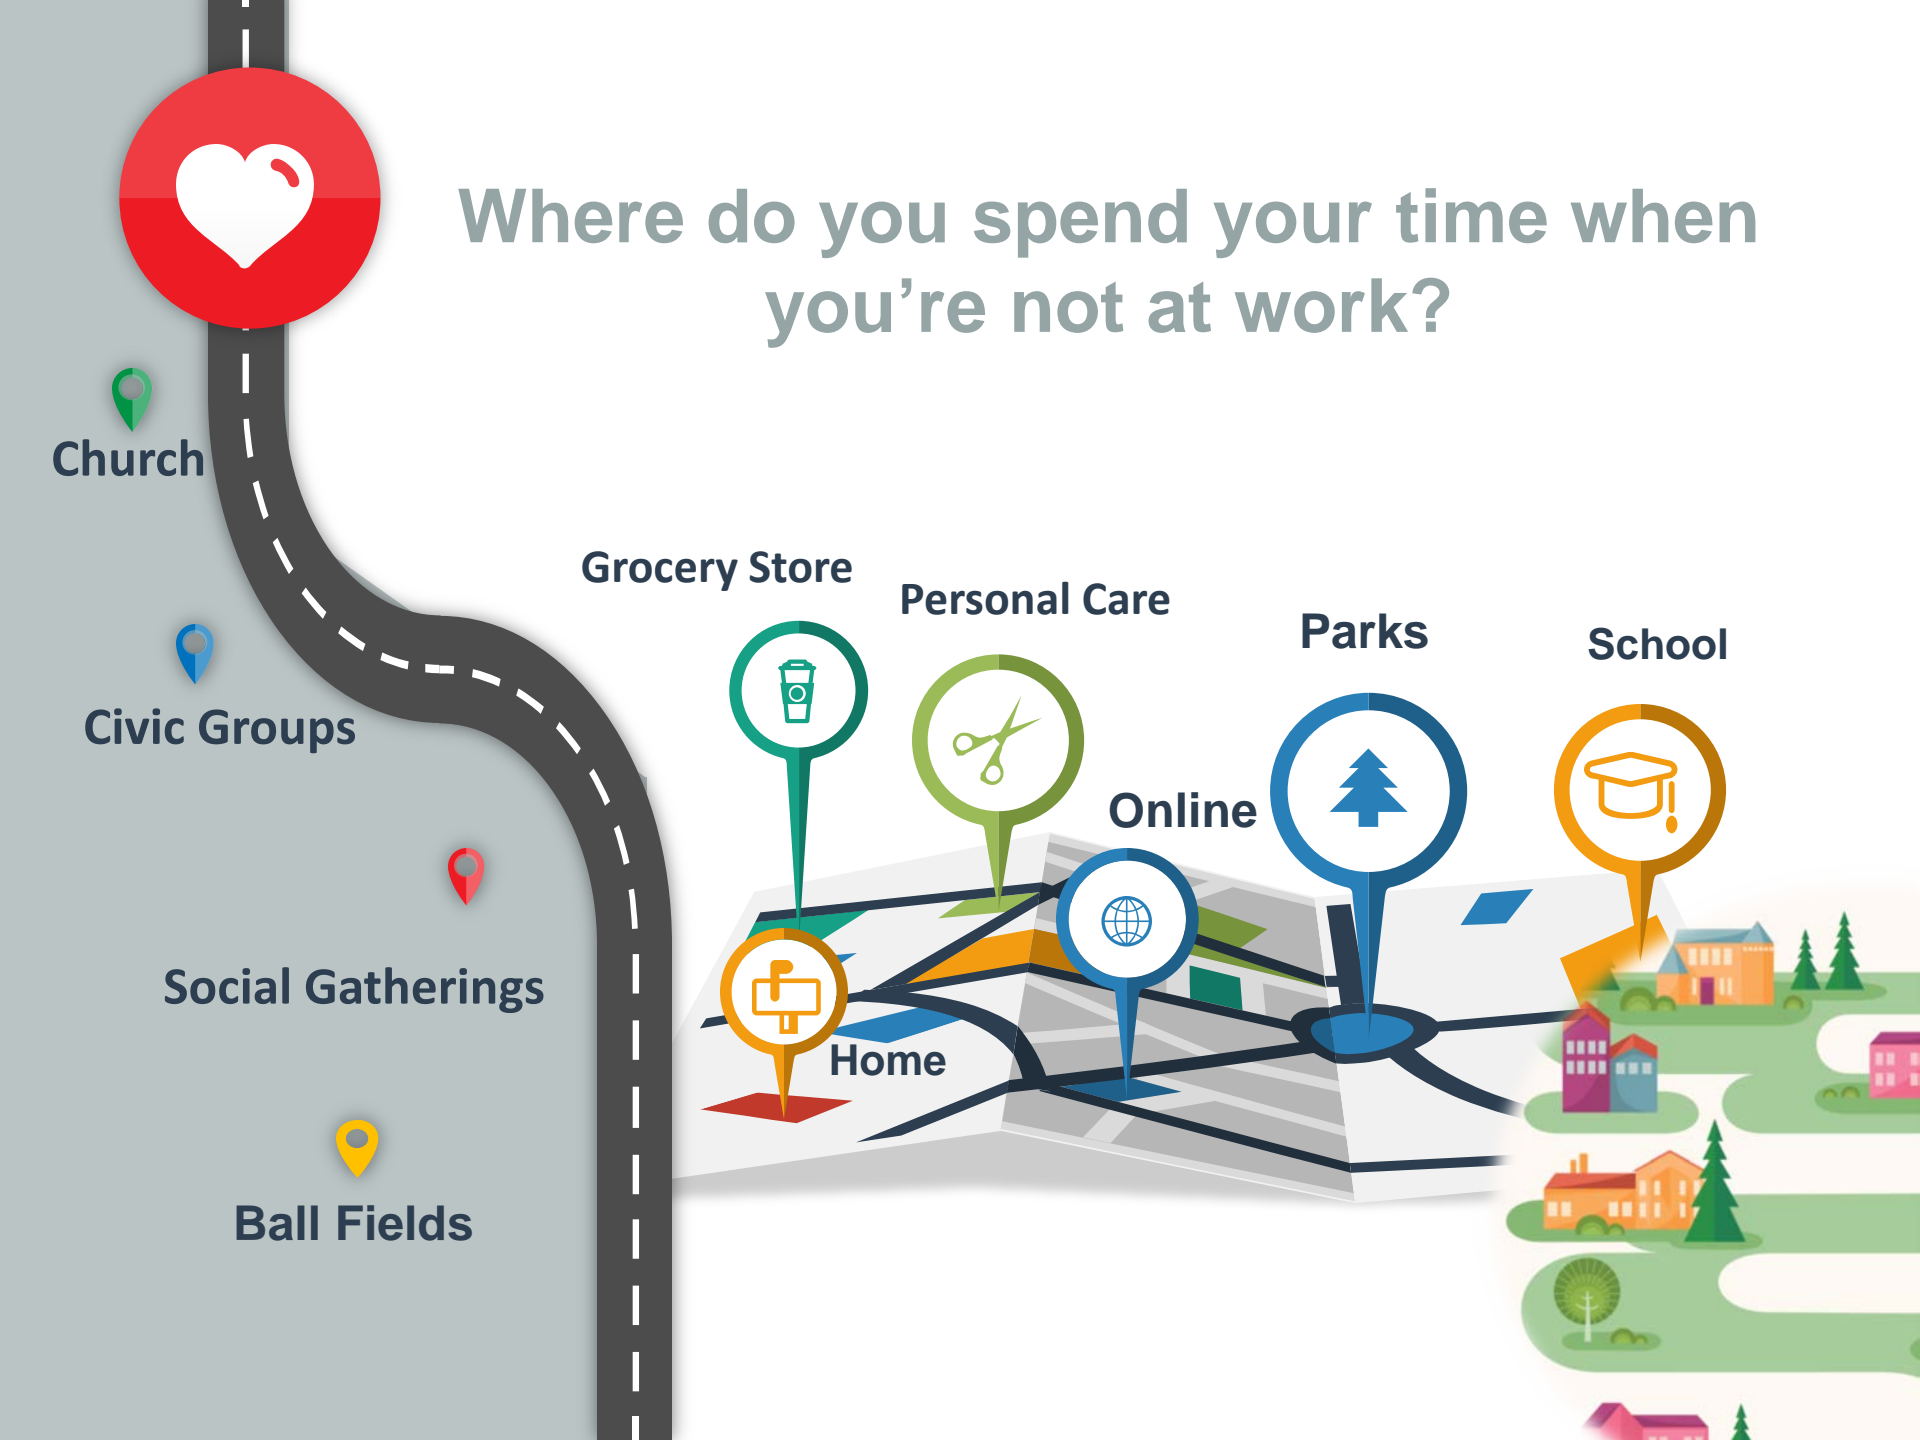 Where do you spend your time when
you’re not at work?
Church
Grocery Store
Personal Care
Parks
School
Civic Groups
Online
Social Gatherings
Home
Ball Fields